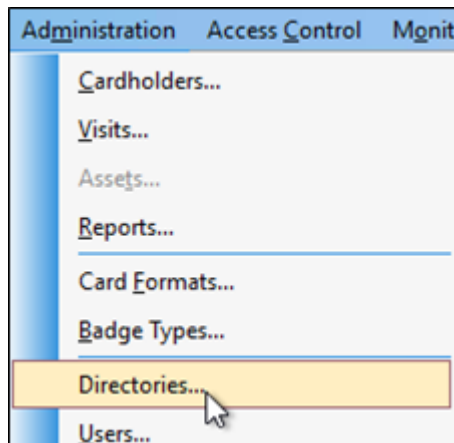 Administration Access Control Monit
Cardholders...
Visits...
Assets...
Reports...
Card Formats...
Badge Types...
Directories...
Users...